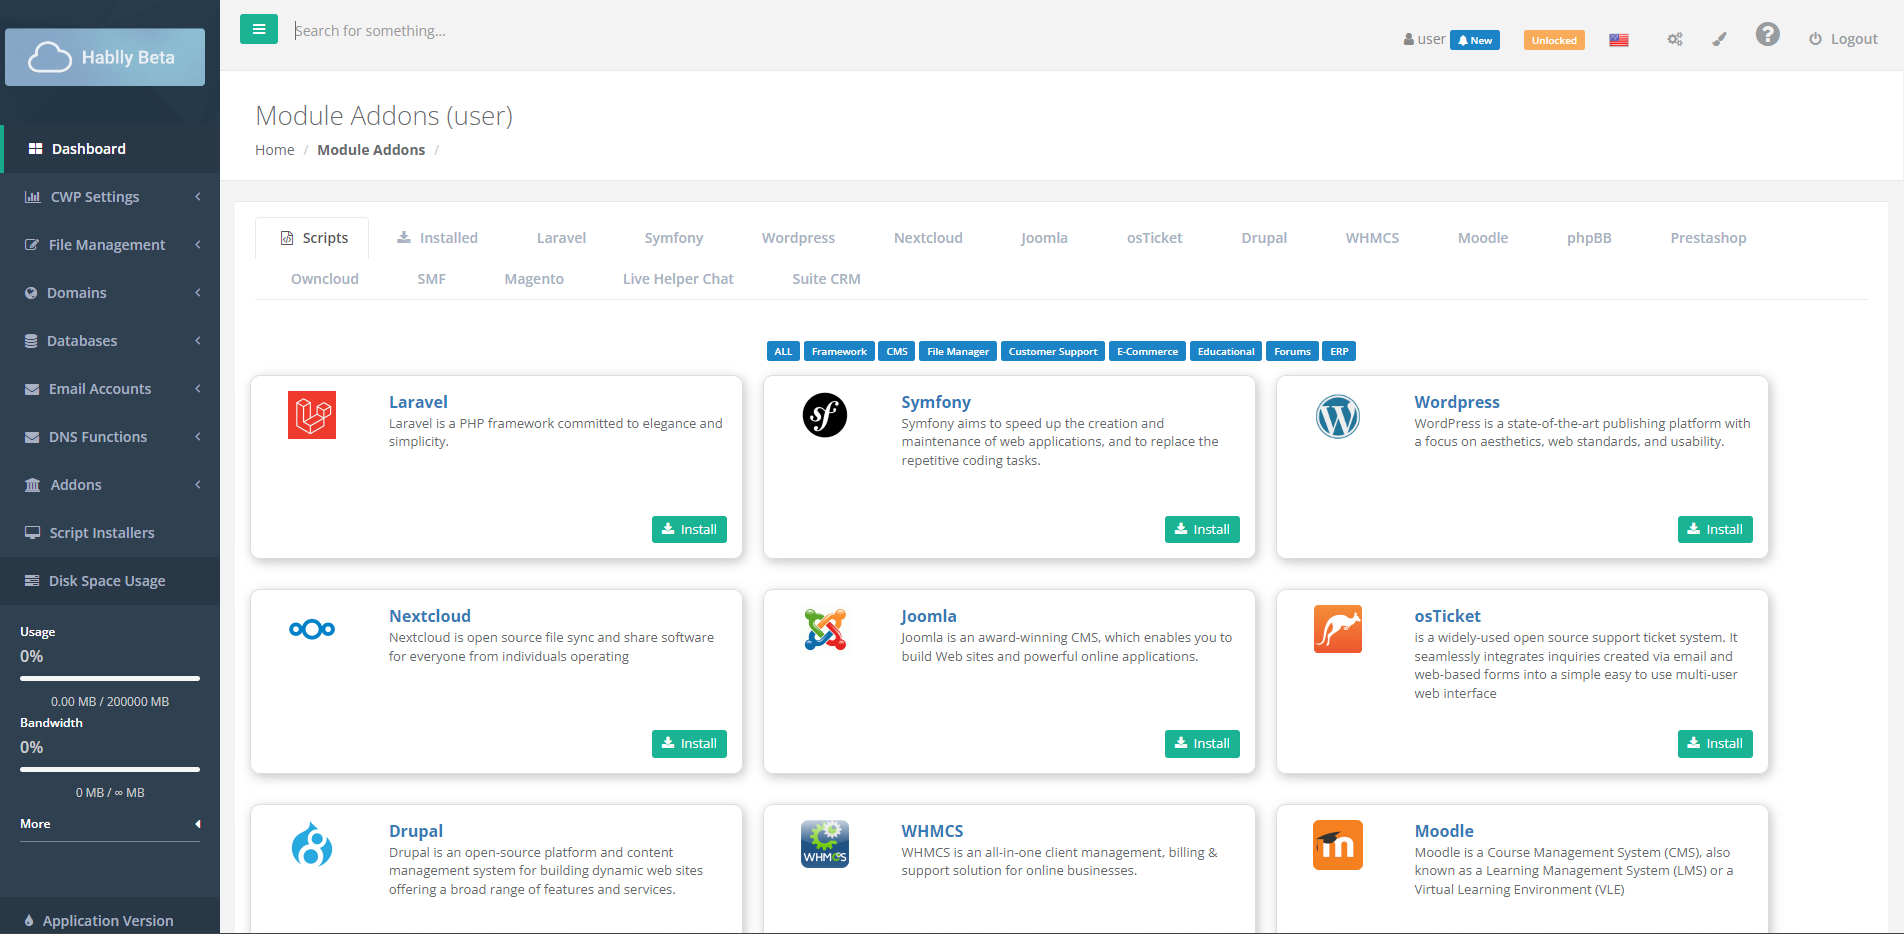 Hablly Beta
Search for something...
user New
Unlocked
Logout
Dashboard
CWP Settings
File Management
Domains
Databases
Email Accounts
DNS Functions
Addons
Script Installers
Disk Space Usage
Usage
0%
0.00 MB / 200000 MB
Bandwidth
0%
0 MB / ∞ MB
More
Application Version
Module Addons (user)
Home / Module Addons /
Scripts Installed Laravel Symfony Wordpress Nextcloud Joomla osTicket Drupal WHMCS Moodle phpBB Prestashop
Owncloud SMF Magento Live Helper Chat Suite CRM
ALL Framework CMS File Manager Customer Support E-Commerce Educational Forums ERP
Laravel
Laravel is a PHP framework committed to elegance and
simplicity.
Install
Symfony
Symfony aims to speed up the creation and
maintenance of web applications, and to replace the
repetitive coding tasks.
Install
Wordpress
WordPress is a state-of-the-art publishing platform with
a focus on aesthetics, web standards, and usability.
Install
Nextcloud
Nextcloud is open source file sync and share software
for everyone from individuals operating
Install
Joomla
Joomla is an award-winning CMS, which enables you to
build Web sites and powerful online applications.
Install
osTicket
is a widely-used open source support ticket system. It
seamlessly integrates inquiries created via email and
web-based forms into a simple easy to use multi-user
web interface
Install
Drupal
Drupal is an open-source platform and content
management system for building dynamic web sites
offering a broad range of features and services.
WHMCS
WHMCS
WHMCS is an all-in-one client management, billing &
support solution for online businesses.
m
Moodle
Moodle is a Course Management System (CMS), also
known as a Learning Management System (LMS) or a
Virtual Learning Environment (VLE)